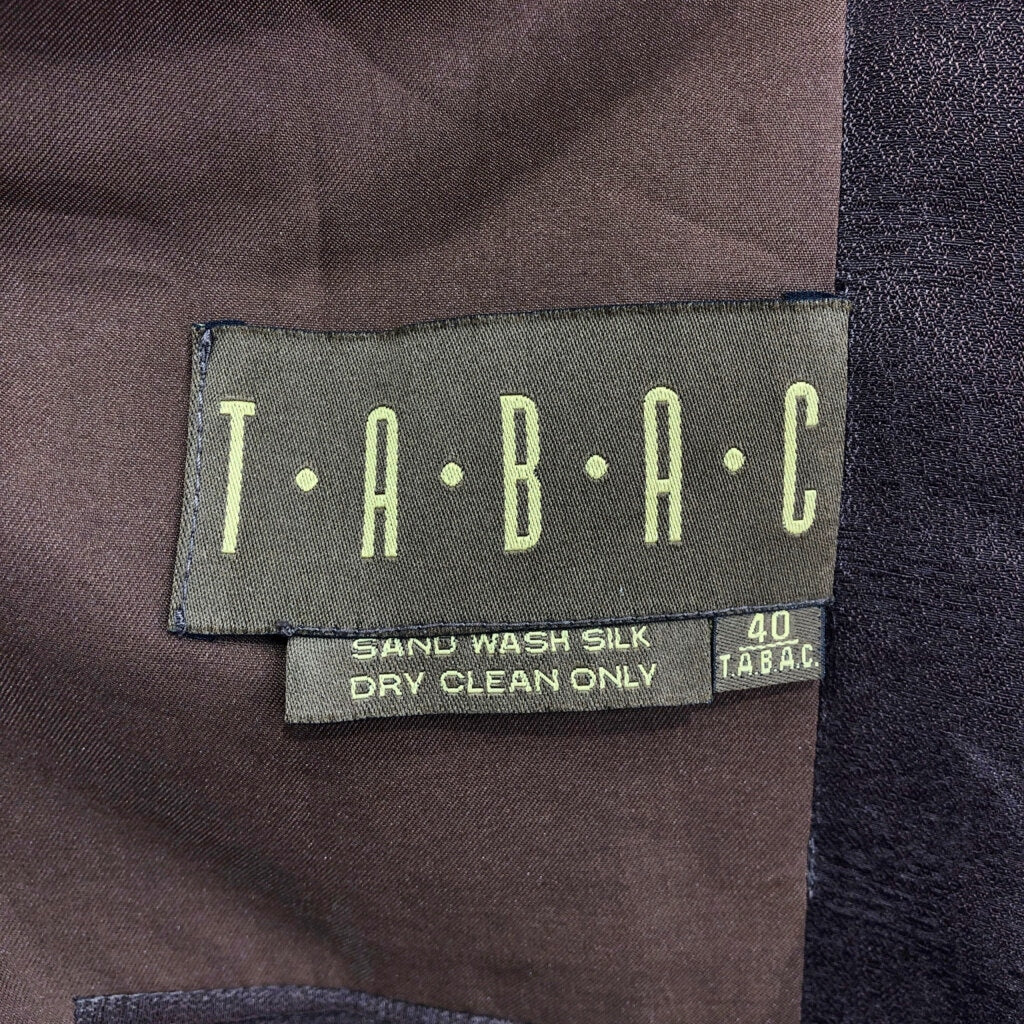 T·A·B·A·C
SAND WASH SILK
DRY CLEAN ONLY
40
T.A.B.A.C.